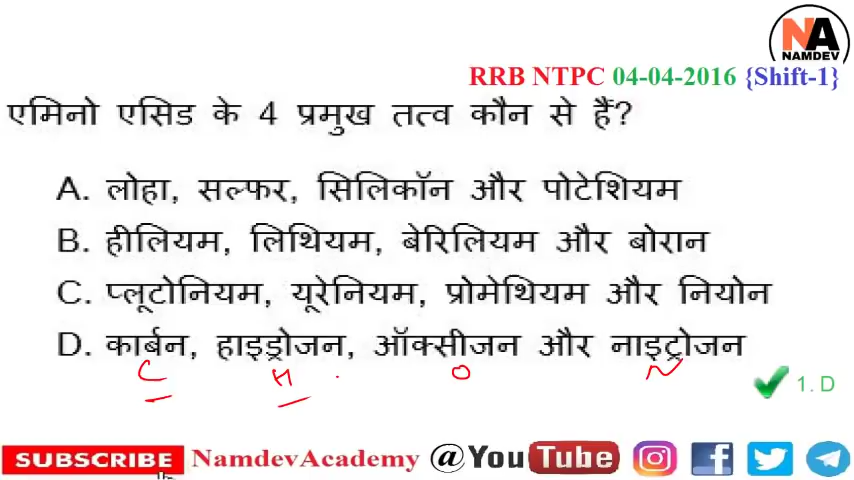 NA
NAMDEV
RRB NTPC 04-04-2016 {Shift-1}
एमिनो एसिड के 4 प्रमुख तत्व कौन से हैं?
A. लोहा, सल्फर, सिलिकॉन और पोटेशियम
B. हीलियम, लिथियम, बेरिलियम और बोरान
C. प्लूटोनियम, यूरेनियम, प्रोमेथियम और नियोन
D. कार्बन, हाइड्रोजन, ऑक्सीजन और नाइट्रोजन
C H O N
1. D
SUBSCRIBE NamdevAcademy @YouTube